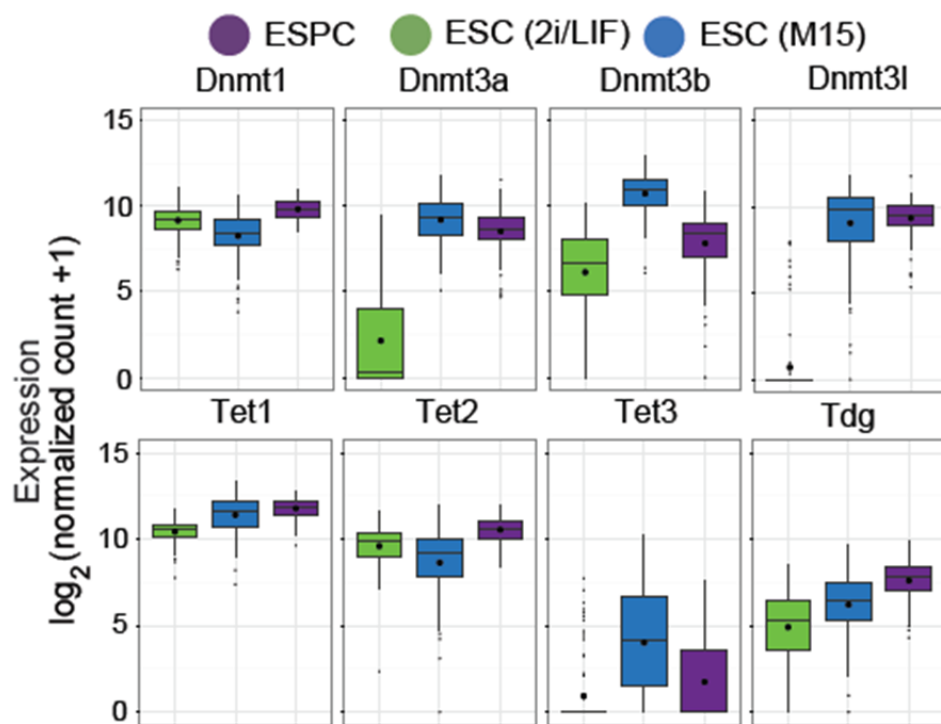 ESPC ESC (2i/LIF) ESC (M15)
Dnmt1 Dnmt3a Dnmt3b Dnmt3l
15
10
5
0
Tet1 Tet2 Tet3 Tdg
15
10
5
0
Expression
log2 (normalized count +1)